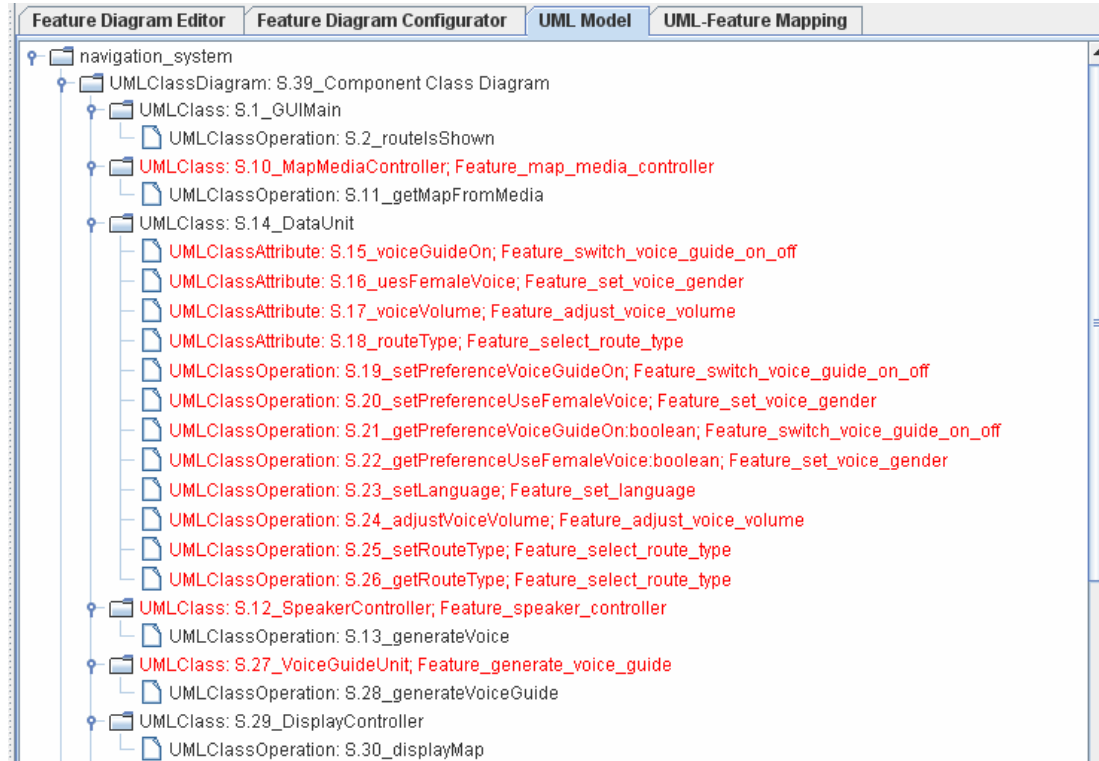 Feature Diagram Editor Feature Diagram Configurator UML Model UML-Feature Mapping
navigation_system
UMLClassDiagram: S.39_Component Class Diagram
UMLClass: S.1_GUIMain
UMLClassOperation: S.2_routeIsShown
UMLClass: S.10_MapMediaController; Feature_map_media_controller
UMLClassOperation: S.11_getMapFromMedia
UMLClass: S.14_DataUnit
UMLClassAttribute: S.15_voiceGuideOn; Feature_switch_voice_guide_on_off
UMLClassAttribute: S.16_uesFemaleVoice; Feature_set_voice_gender
UMLClassAttribute: S.17_voiceVolume; Feature_adjust_voice_volume
UMLClassAttribute: S.18_routeType; Feature_select_route_type
UMLClassOperation: S.19_setPreferenceVoiceGuideOn; Feature_switch_voice_guide_on_off
UMLClassOperation: S.20_setPreferenceUseFemaleVoice; Feature_set_voice_gender
UMLClassOperation: S.21_getPreferenceVoiceGuideOn:boolean; Feature_switch_voice_guide_on_off
UMLClassOperation: S.22_getPreferenceUseFemaleVoice:boolean; Feature_set_voice_gender
UMLClassOperation: S.23_setLanguage; Feature_set_language
UMLClassOperation: S.24_adjustVoiceVolume; Feature_adjust_voice_volume
UMLClassOperation: S.25_setRouteType; Feature_select_route_type
UMLClassOperation: S.26_getRouteType; Feature_select_route_type
UMLClass: S.12_SpeakerController; Feature_speaker_controller
UMLClassOperation: S.13_generateVoice
UMLClass: S.27_VoiceGuideUnit; Feature_generate_voice_guide
UMLClassOperation: S.28_generateVoiceGuide
UMLClass: S.29_DisplayController
UMLClassOperation: S.30_displayMap